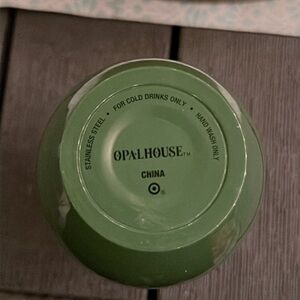 STAINLESS STEEL • FOR COLD DRINKS ONLY • HAND WASH ONLY
OPALHOUSE™
CHINA
®